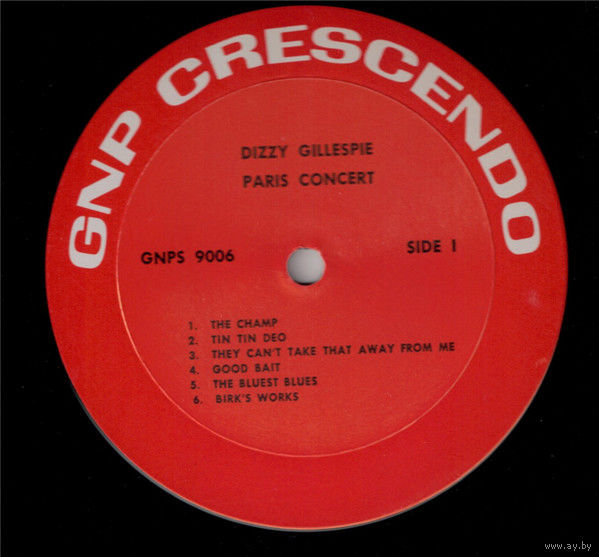 GNP CRESCENDO
DIZZY GILLESPIE
PARIS CONCERT
GNPS 9006 SIDE I
1. THE CHAMP
2. TIN TIN DEO
3. THEY CAN'T TAKE THAT AWAY FROM ME
4. GOOD BAIT
5. THE BLUEST BLUES
6. BIRK'S WORKS
www.ay.by